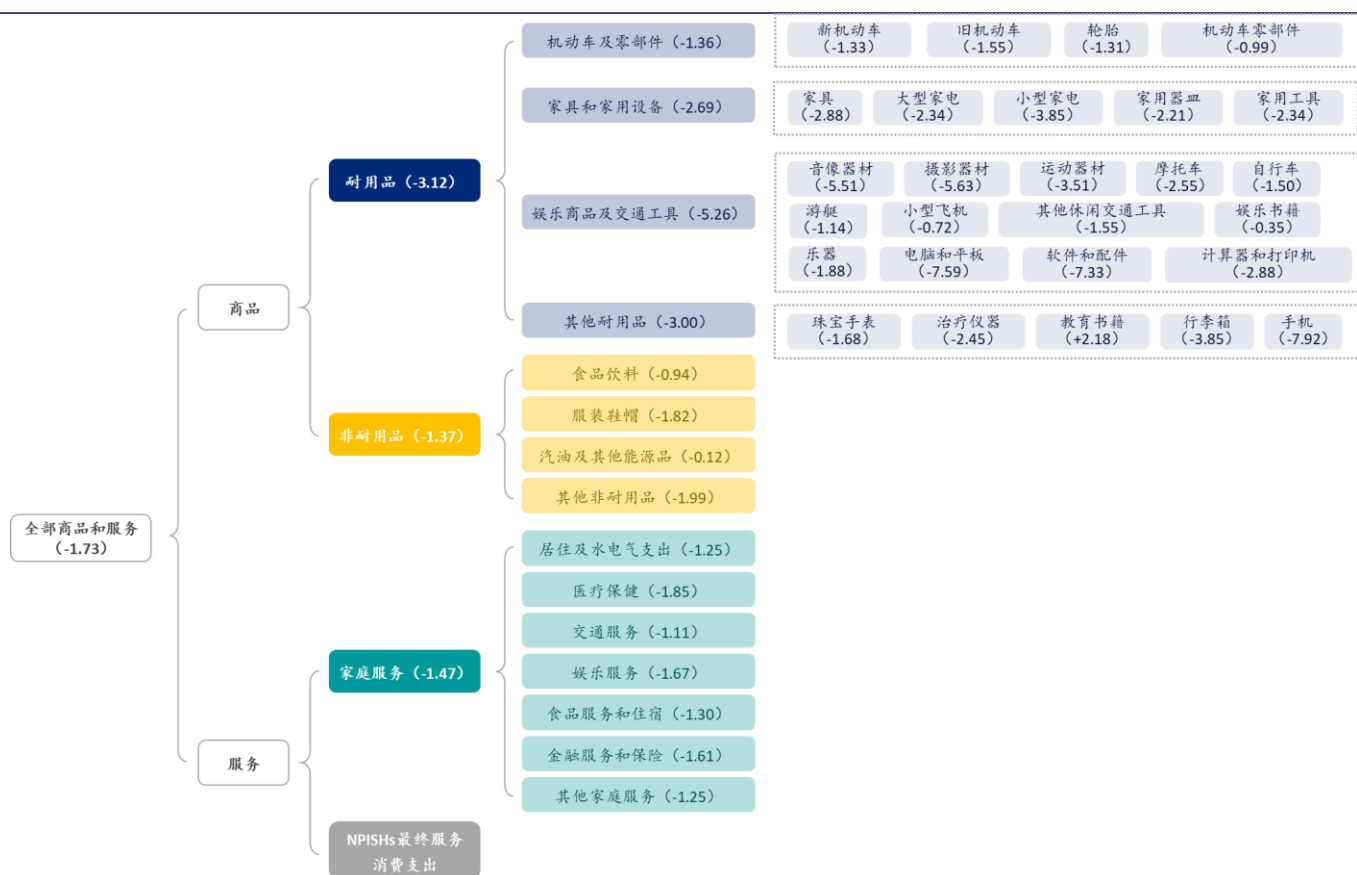 全部商品和服务
（-1.73）
商品
服务
耐用品（-3.12）
非耐用品（-1.37）
家庭服务（-1.47）
NPISHs最终服务
消费支出
机动车及零部件（-1.36）
家具和家用设备（-2.69）
娱乐商品及交通工具（-5.26）
其他耐用品（-3.00）
食品饮料（-0.94）
服装鞋帽（-1.82）
汽油及其他能源品（-0.12）
其他非耐用品（-1.99）
居住及水电气支出（-1.25）
医疗保健（-1.85）
交通服务（-1.11）
娱乐服务（-1.67）
食品服务和住宿（-1.30）
金融服务和保险（-1.61）
其他家庭服务（-1.25）
新机动车
（-1.33）
旧机动车
（-1.55）
轮胎
（-1.31）
机动车零部件
（-0.99）
家具
（-2.88）
大型家电
（-2.34）
小型家电
（-3.85）
家用器皿
（-2.21）
家用工具
（-2.34）
音像器材
（-5.51）
摄影器材
（-5.63）
运动器材
（-3.51）
摩托车
（-2.55）
自行车
（-1.50）
游艇
（-1.14）
小型飞机
（-0.72）
其他休闲交通工具
（-1.55）
娱乐书籍
（-0.35）
乐器
（-1.88）
电脑和平板
（-7.59）
软件和配件
（-7.33）
计算器和打印机
（-2.88）
珠宝手表
（-1.68）
治疗仪器
（-2.45）
教育书籍
（+2.18）
行李箱
（-3.85）
手机
（-7.92）